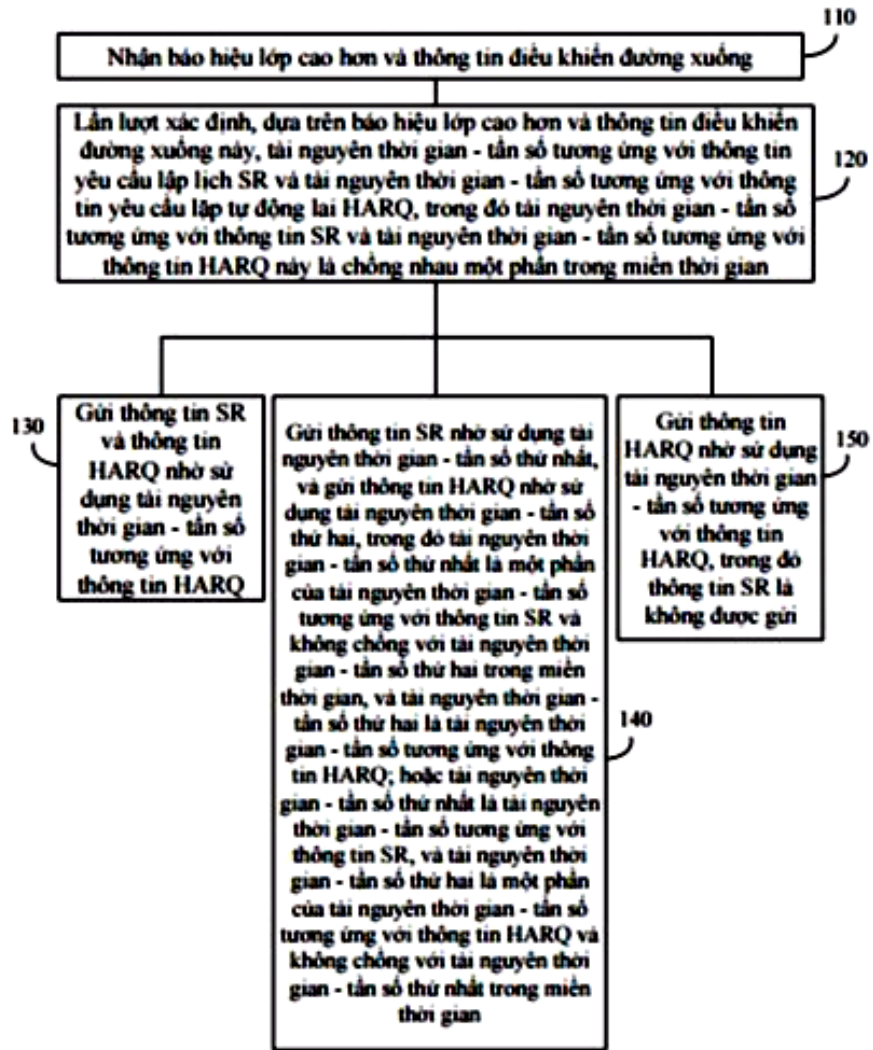 110
Nhận báo hiệu lớp cao hơn và thông tin điều khiển đường xuống
Lần lượt xác định, dựa trên báo hiệu lớp cao hơn và thông tin điều khiển
đường xuống này, tài nguyên thời gian - tần số tương ứng với thông tin
yêu cầu lập lịch SR và tài nguyên thời gian - tần số tương ứng với thông
tin yêu cầu lặp tự động lai HARQ, trong đó tài nguyên thời gian - tần số
tương ứng với thông tin SR và tài nguyên thời gian - tần số tương ứng với
thông tin HARQ này là chồng nhau một phần trong miền thời gian
120
130
Gửi thông tin SR
và thông tin
HARQ nhờ sử
dụng tài nguyên
thời gian - tần số
tương ứng với
thông tin HARQ
Gửi thông tin SR nhờ sử dụng tài
nguyên thời gian - tần số thứ nhất,
và gửi thông tin HARQ nhờ sử
dụng tài nguyên thời gian - tần số
thứ hai, trong đó tài nguyên thời
gian - tần số thứ nhất là một phần
của tài nguyên thời gian - tần số
tương ứng với thông tin SR và
không chồng với tài nguyên thời
gian - tần số thứ hai trong miền
thời gian, và tài nguyên thời gian -
tần số thứ hai là tài nguyên thời
gian - tần số tương ứng với thông
tin HARQ; hoặc tài nguyên thời
gian - tần số thứ nhất là tài nguyên
thời gian - tần số tương ứng với
thông tin SR, và tài nguyên thời
gian - tần số thứ hai là một phần
của tài nguyên thời gian - tần số
tương ứng với thông tin HARQ và
không chồng với tài nguyên thời
gian - tần số thứ nhất trong miền
thời gian
140
Gửi thông tin
HARQ nhờ sử dụng
tài nguyên thời gian
- tần số tương ứng
với thông tin
HARQ, trong đó
thông tin SR là
không được gửi
150